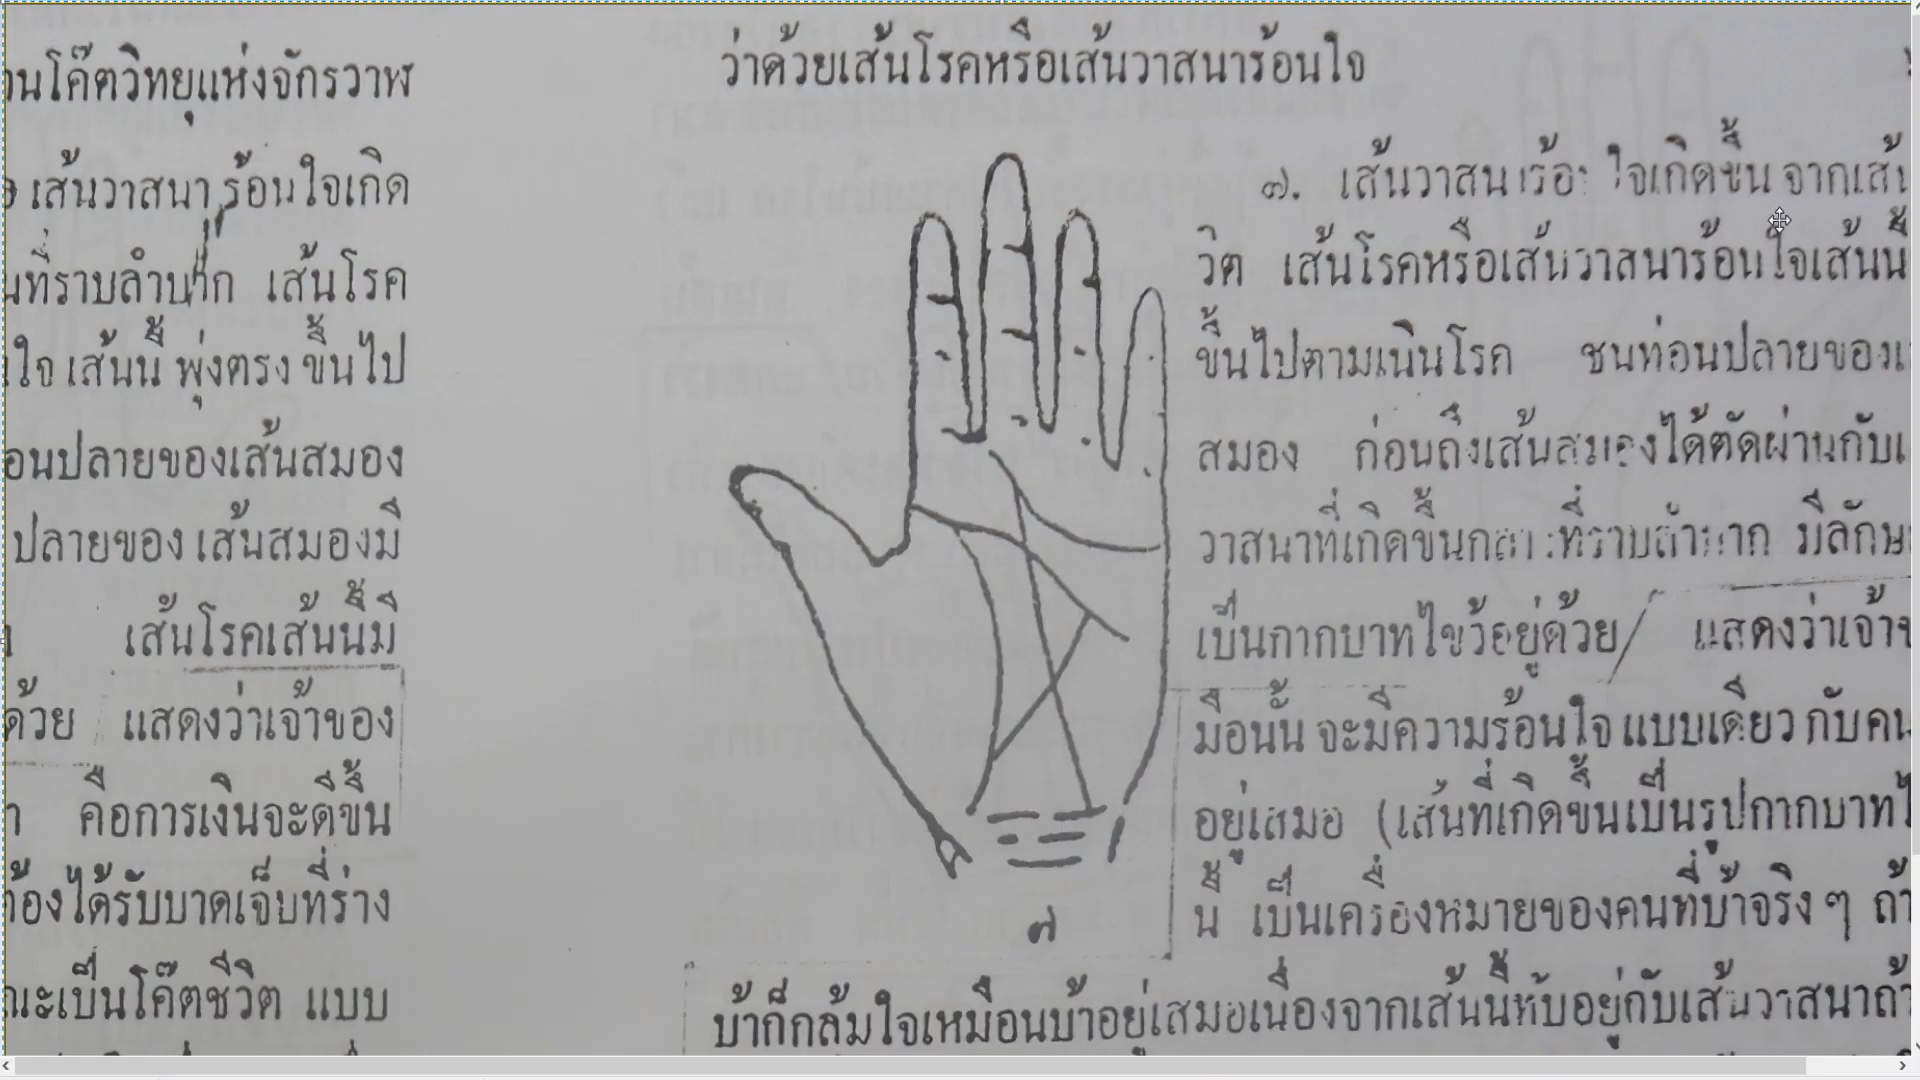 โค๊ตวิทยุแห่งจักรวาฬ
เส้นวาสนาร้อนใจเกิด
ที่ราบลำบาก เส้นโรค
ใจ เส้นนี้ พุ่งตรง ขึ้นไป
ปลายของเส้นสมอง
ปลายของ เส้นสมองมี
เส้นโรคเส้นนี้มี
ด้วย แสดงว่าเจ้าของ
คือการเงินจะดีขึ้น
ต้องได้รับบาดเจ็บที่ร่าง
เป็นโค๊ตชีวิต แบบ
ว่าด้วยเส้นโรคหรือเส้นวาสนาร้อนใจ
๗
๗. เส้นวาสนาร้อนใจเกิดขึ้น จากเส้น
วิต เส้นโรคหรือเส้นวาสนาร้อนใจเส้นนี้
ขึ้นไปตามเนินโรค ชนท่อนปลายของ
สมอง ก่อนถึงเส้นสมองได้ตัดผ่านกับ
วาสนาที่เกิดขึ้นกลางที่ราบลำบาก มีลักษ
เป็นกากบาทไขว้อยู่ด้วย/ แสดงว่าเจ้า
มือนั้น จะมีความร้อนใจ แบบเดียว กับ
อยู่เสมอ (เส้นที่เกิดขึ้นเป็นรูปกากบาท
นี้ เป็นเครื่องหมายของคนที่บ้าจริง ๆ ถ้า
บ้าก็กลุ้มใจเหมือนบ้าอยู่เสมอเนื่องจากเส้นนี้ทับอยู่กับเส้นวาสนาถ้า